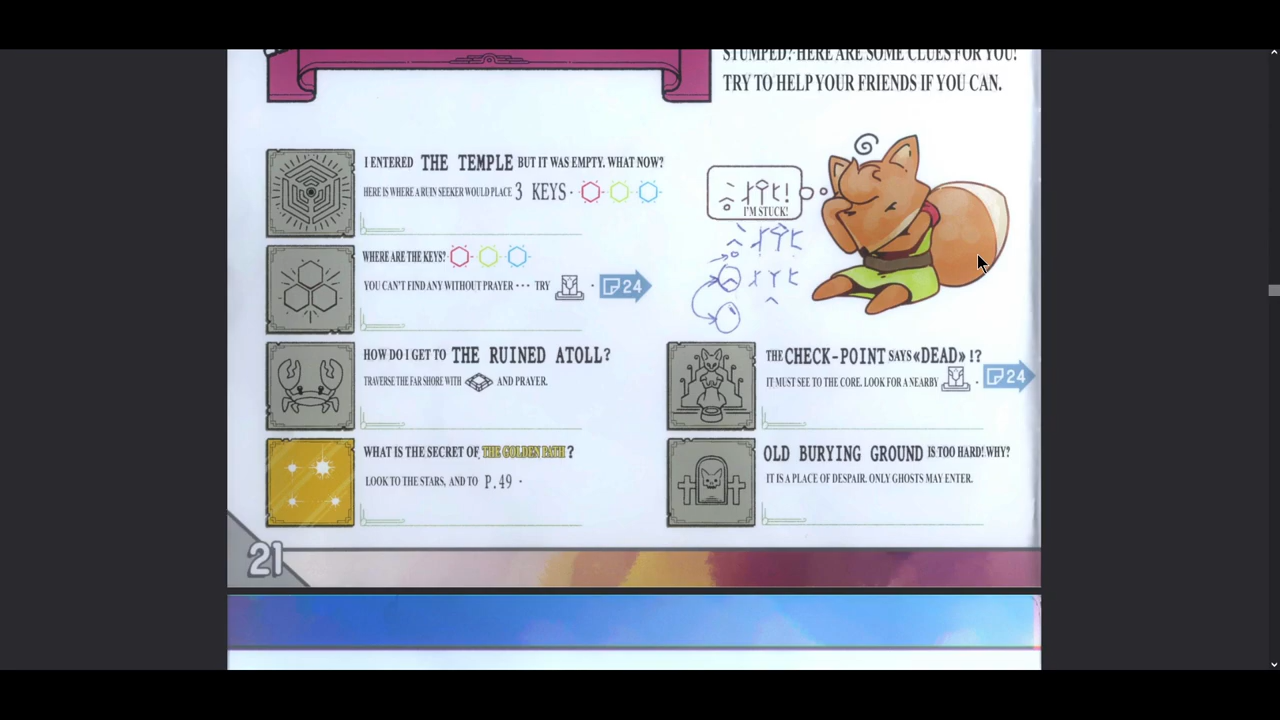 STUMPED? HERE ARE SOME CLUES FOR YOU!
TRY TO HELP YOUR FRIENDS IF YOU CAN.
I ENTERED THE TEMPLE BUT IT WAS EMPTY. WHAT NOW?
HERE IS WHERE A RUIN SEEKER WOULD PLACE 3 KEYS ·
I'M STUCK!
WHERE ARE THE KEYS?
YOU CAN'T FIND ANY WITHOUT PRAYER ··· TRY · 24
HOW DO I GET TO THE RUINED ATOLL?
TRAVERSE THE FAR SHORE WITH AND PRAYER.
THE CHECK-POINT SAYS «DEAD» !?
IT MUST SEE TO THE CORE. LOOK FOR A NEARBY · 24
WHAT IS THE SECRET OF THE GOLDEN PATH?
LOOK TO THE STARS, AND TO P.49 ·
OLD BURYING GROUND IS TOO HARD! WHY?
IT IS A PLACE OF DESPAIR. ONLY GHOSTS MAY ENTER.
21